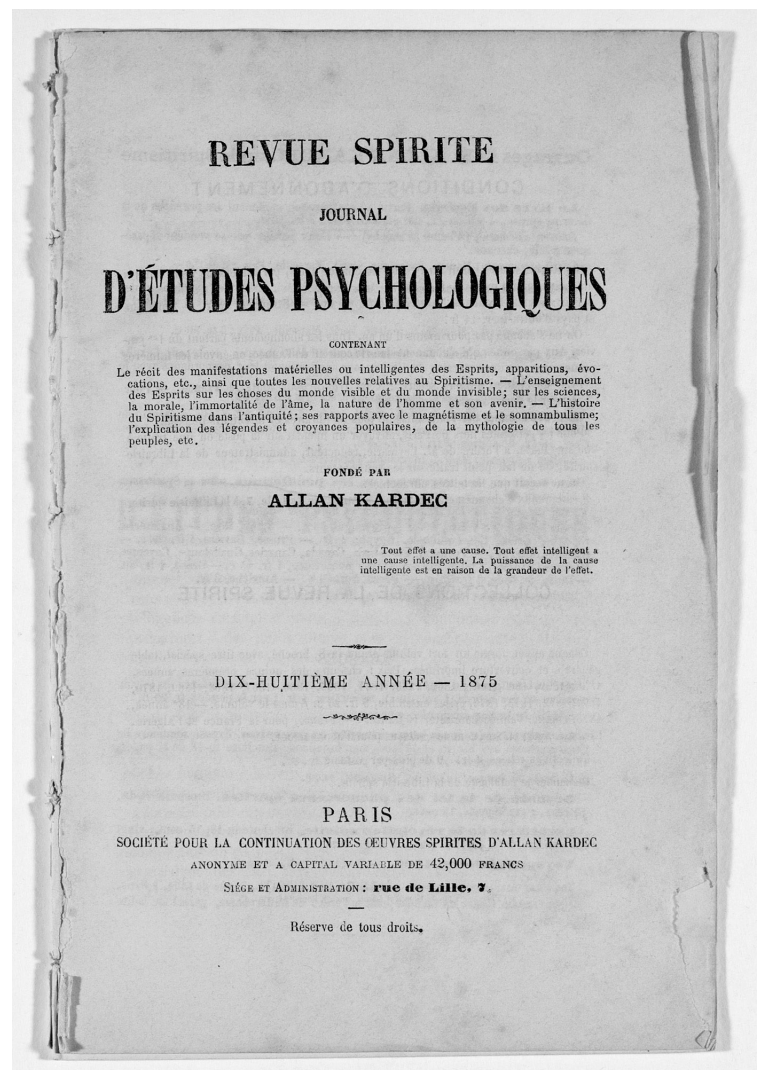 REVUE SPIRITE
JOURNAL
D'ÉTUDES PSYCHOLOGIQUES
CONTENANT
Le récit des manifestations matérielles ou intelligentes des Esprits, apparitions, évo-
cations, etc., ainsi que toutes les nouvelles relatives au Spiritisme. — L'enseignement
des Esprits sur les choses du monde visible et du monde invisible; sur les sciences,
la morale, l'immortalité de l'âme, la nature de l'homme et son avenir. — L'histoire
du Spiritisme dans l'antiquité; ses rapports avec le magnétisme et le somnambulisme;
l'explication des légendes et croyances populaires, de la mythologie de tous les
peuples, etc.
FONDÉ PAR
ALLAN KARDEC
Tout effet a une cause. Tout effet intelligent a
une cause intelligente. La puissance de la cause
intelligente est en raison de la grandeur de l'effet.
DIX-HUITIÈME ANNÉE — 1875
PARIS
SOCIÉTÉ POUR LA CONTINUATION DES ŒUVRES SPIRITES D'ALLAN KARDEC
ANONYME ET A CAPITAL VARIABLE DE 42,000 FRANCS
SIÉGE ET ADMINISTRATION : rue de Lille, 7.
Réserve de tous droits.